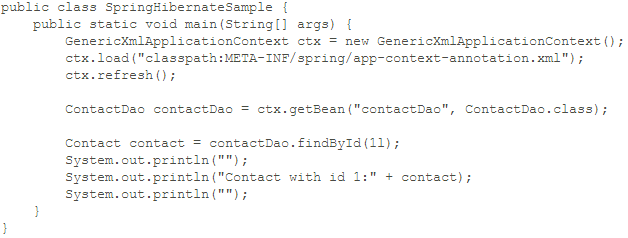 public class SpringHibernateSample {
    public static void main(String[] args) {
        GenericXmlApplicationContext ctx = new GenericXmlApplicationContext();
        ctx.load("classpath:META-INF/spring/app-context-annotation.xml");
        ctx.refresh();

        ContactDao contactDao = ctx.getBean("contactDao", ContactDao.class);

        Contact contact = contactDao.findById(1l);
        System.out.println("");
        System.out.println("Contact with id 1:" + contact);
        System.out.println("");
    }
}